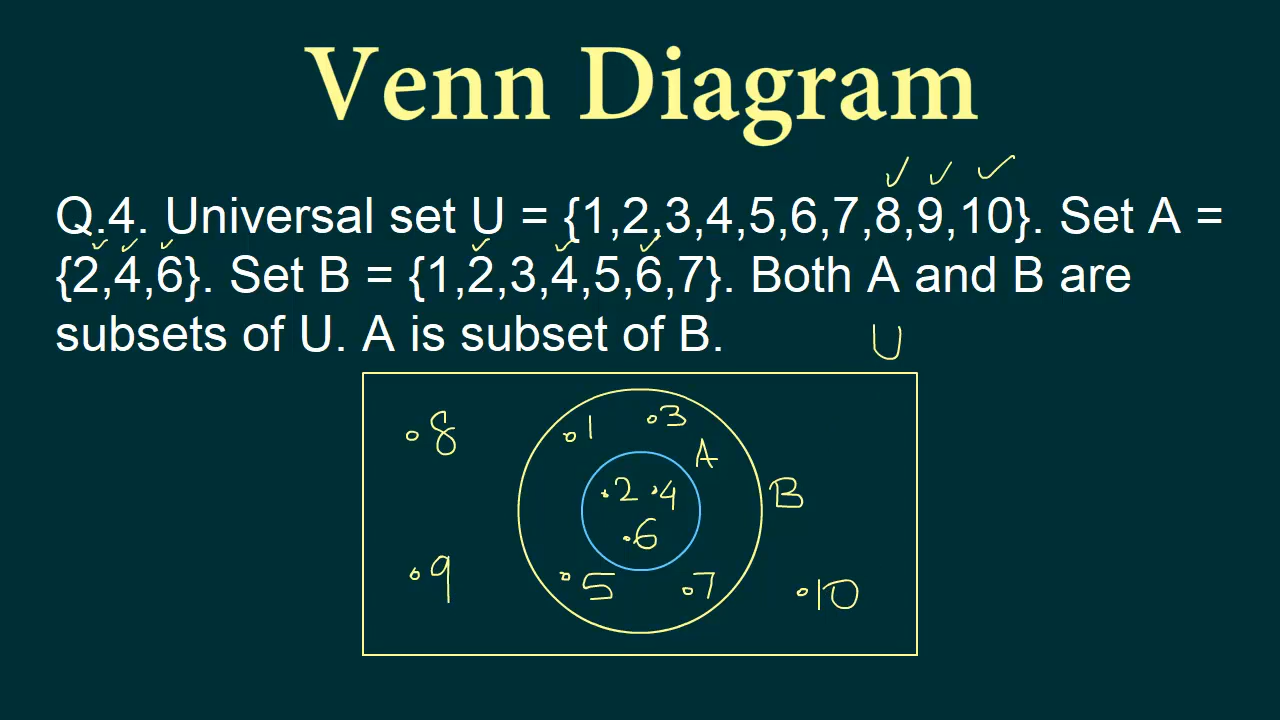 Venn Diagram
Q.4. Universal set U = {1,2,3,4,5,6,7,8,9,10}. Set A =
{2,4,6}. Set B = {1,2,3,4,5,6,7}. Both A and B are
subsets of U. A is subset of B.
U
8
1
3
A
2 4
B
6
9
5
7
10